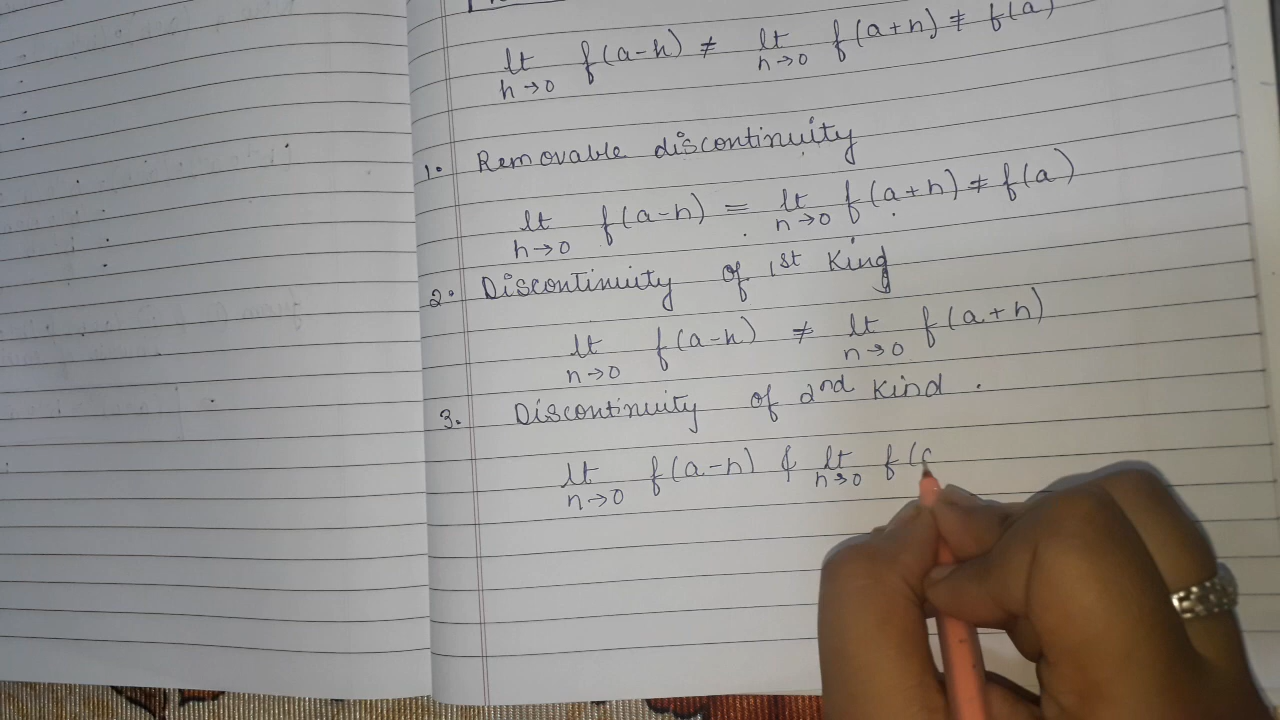 lt f(a-h) ≠ lt f(a+h) ≠ f(a)
h→0 h→0
1. Removable discontinuity
lt f(a-h) = lt f(a+h) ≠ f(a)
h→0 h→0
2. Discontinuity of 1st Kind
lt f(a-h) ≠ lt f(a+h)
h→0 h→0
3. Discontinuity of 2nd Kind.
lt f(a-h) & lt f(
h→0 h→0